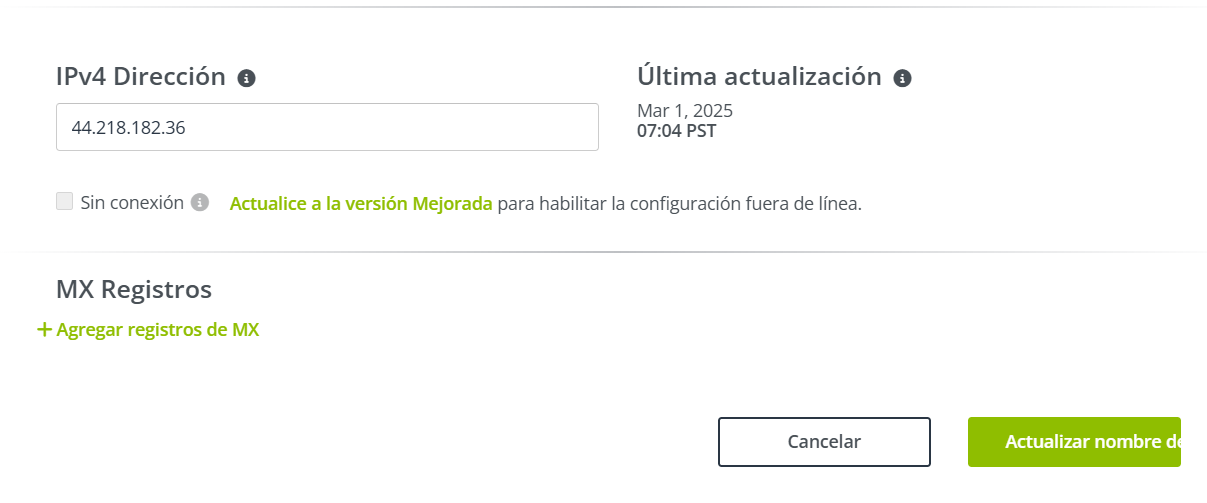 IPv4 Dirección
Última actualización
44.218.182.36
Mar 1, 2025
07:04 PST
Sin conexión
Actualice a la versión Mejorada para habilitar la configuración fuera de línea.
MX Registros
+ Agregar registros de MX
Cancelar
Actualizar nombre de